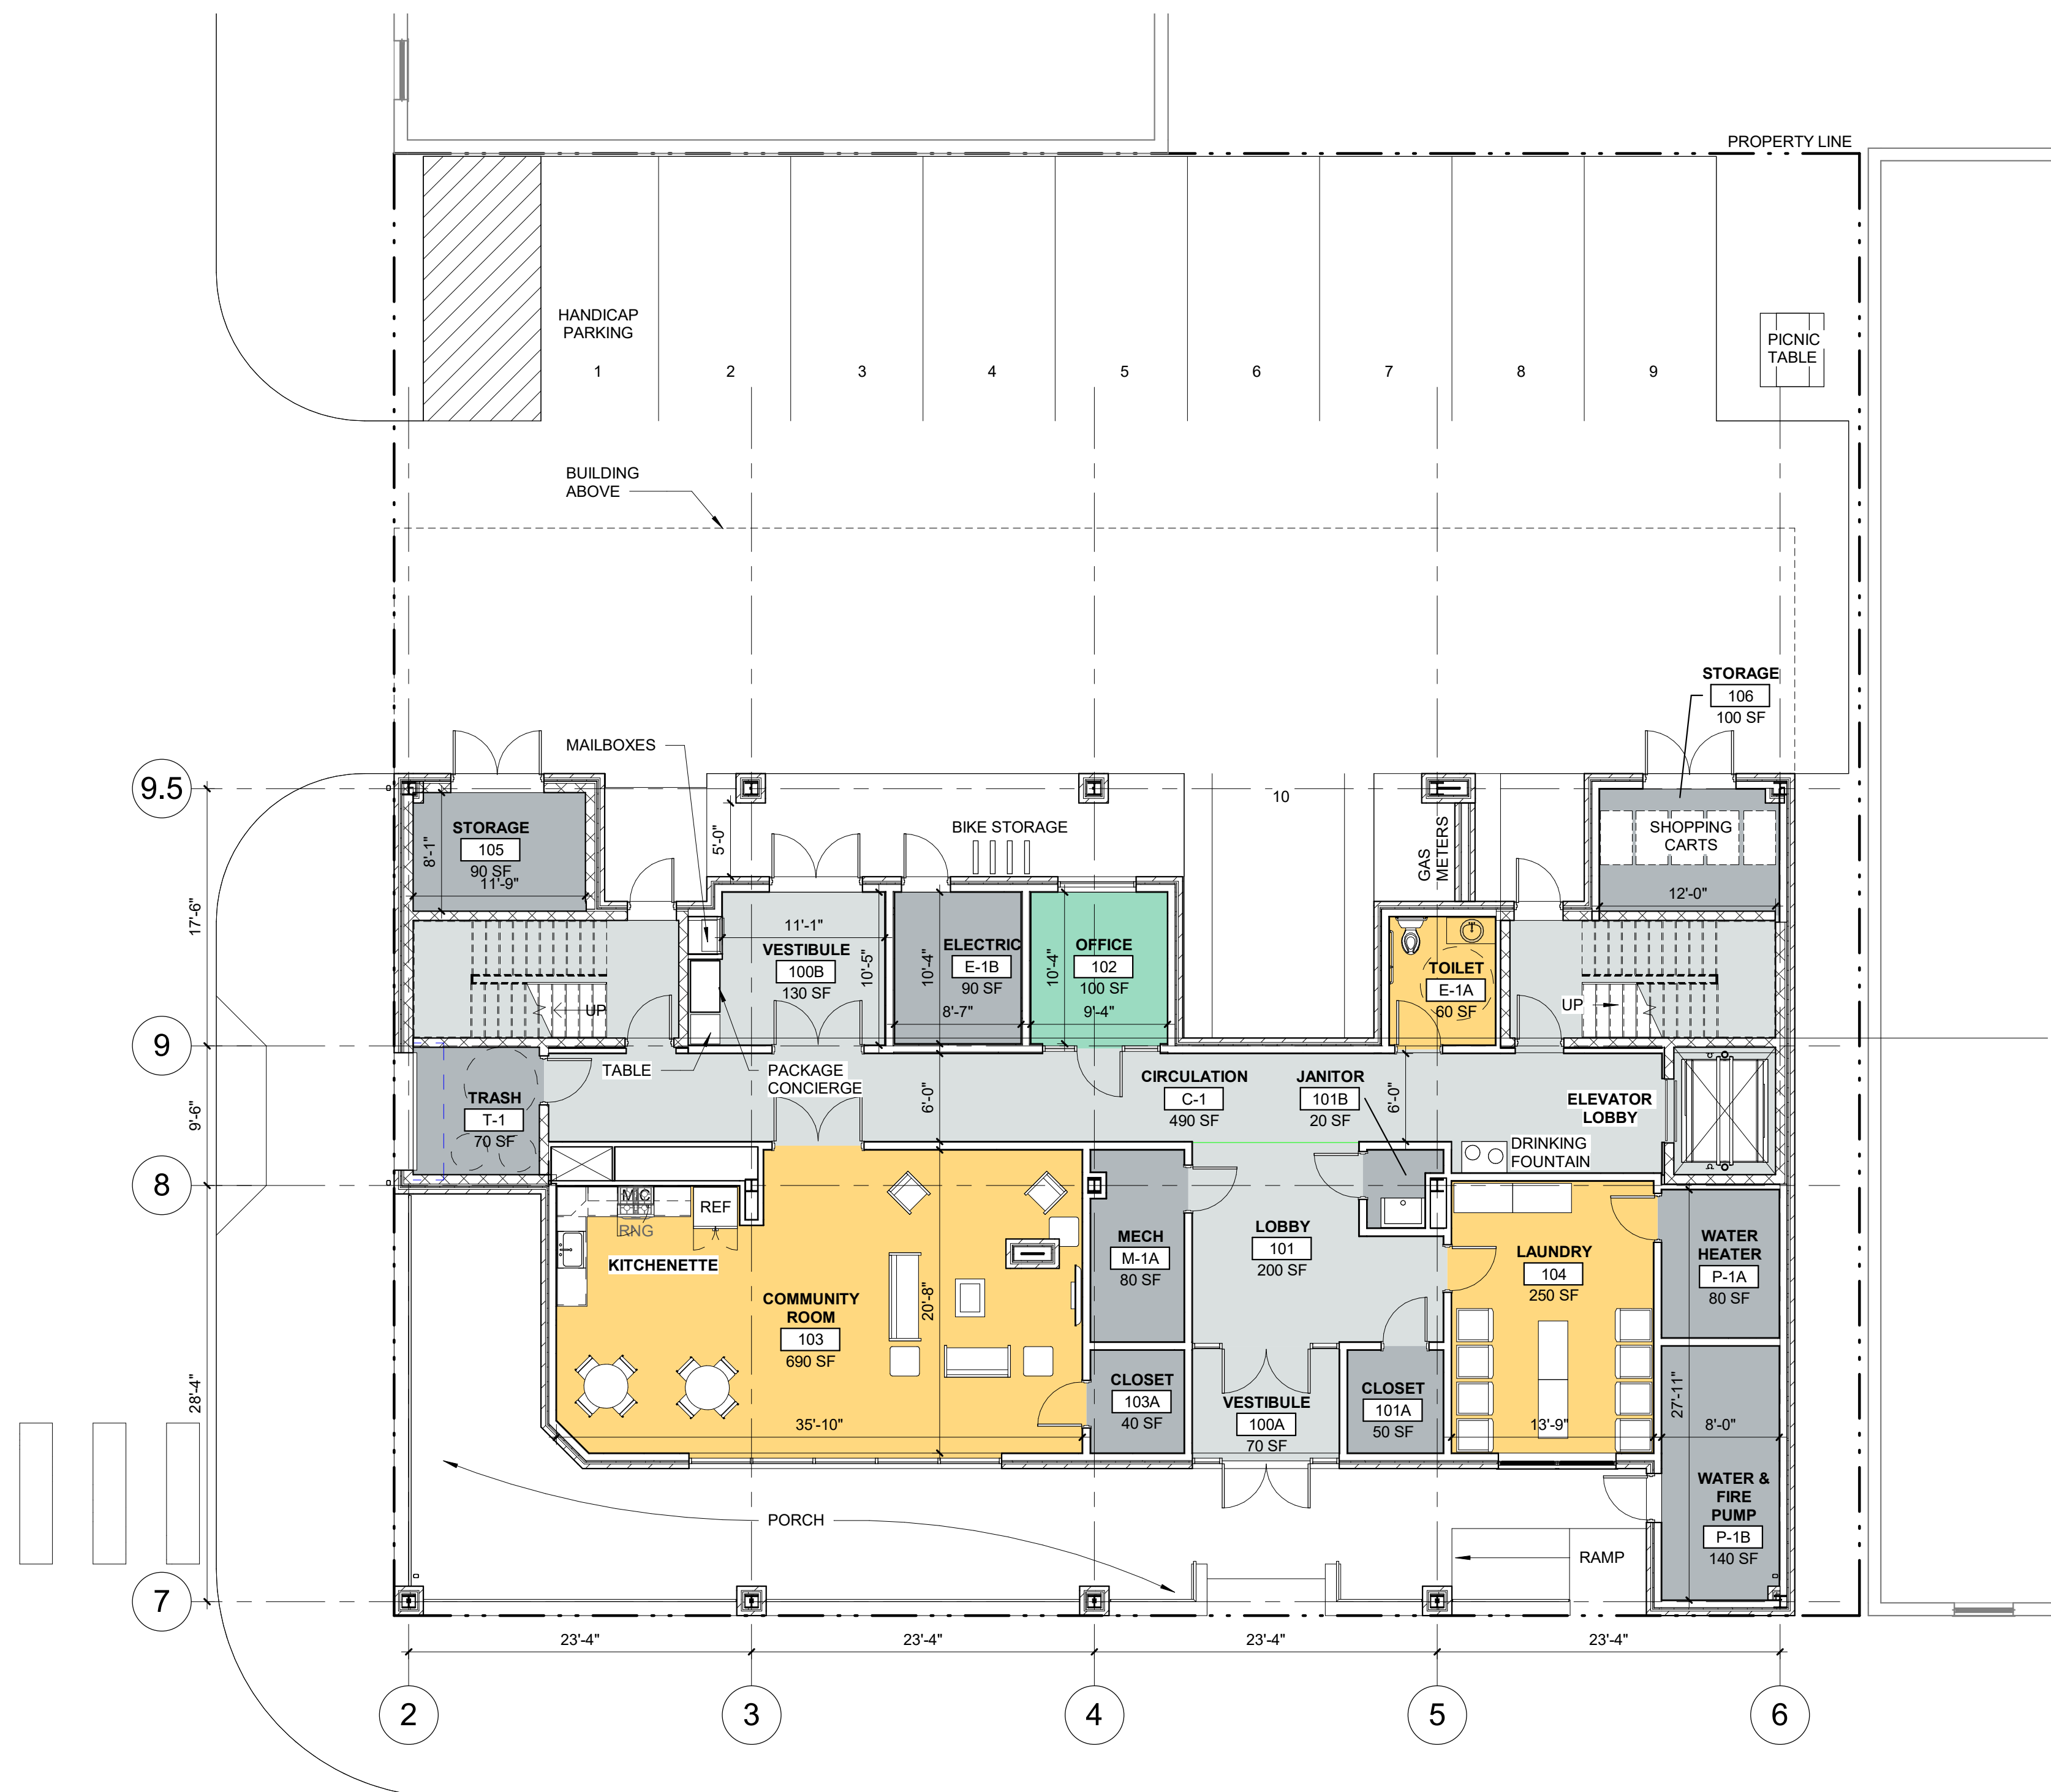 PROPERTY LINE
HANDICAP
PARKING
PICNIC
TABLE
1
2
3
4
5
6
7
8
9
BUILDING
ABOVE
STORAGE
106
100 SF
MAILBOXES
9.5
10
STORAGE
105
90 SF
8'-1"
11'-9"
5'-0"
BIKE STORAGE
GAS
METERS
SHOPPING
CARTS
12'-0"
17'-6"
11'-1"
VESTIBULE
100B
130 SF
10'-5"
ELECTRIC
E-1B
90 SF
10'-4"
8'-7"
OFFICE
102
100 SF
10'-4"
9'-4"
TOILET
E-1A
60 SF
UP
UP
9
TABLE
PACKAGE
CONCIERGE
6'-0"
CIRCULATION
C-1
490 SF
JANITOR
101B
20 SF
6'-0"
ELEVATOR
LOBBY
TRASH
T-1
70 SF
9'-6"
DRINKING
FOUNTAIN
8
MIC
RNG
REF
KITCHENETTE
COMMUNITY
ROOM
103
690 SF
20'-8"
35'-10"
MECH
M-1A
80 SF
LOBBY
101
200 SF
LAUNDRY
104
250 SF
WATER
HEATER
P-1A
80 SF
28'-4"
CLOSET
103A
40 SF
VESTIBULE
100A
70 SF
CLOSET
101A
50 SF
13'-9"
27'-11"
8'-0"
WATER &
FIRE
PUMP
P-1B
140 SF
PORCH
RAMP
7
23'-4"
23'-4"
23'-4"
23'-4"
2
3
4
5
6